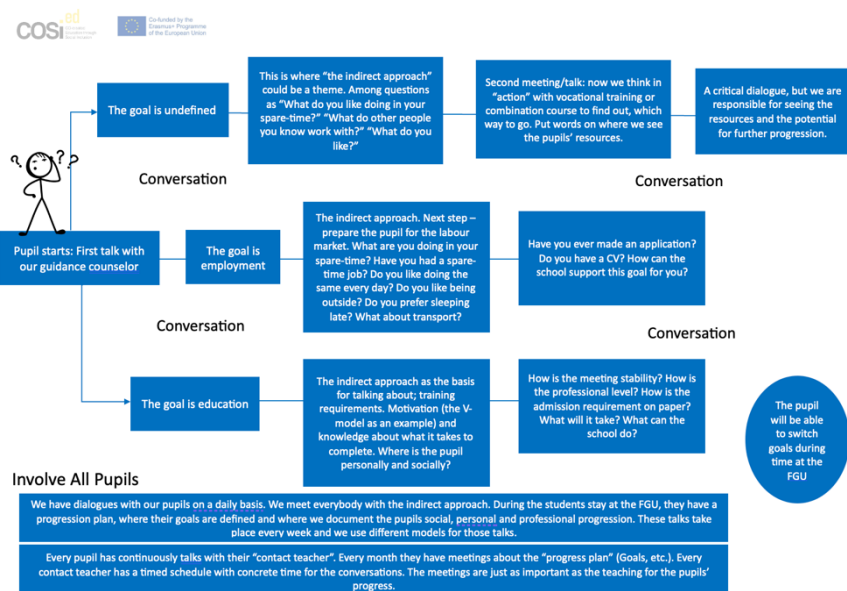 COSi.ed
Co-funded by the
Erasmus+ Programme
of the European Union
The goal is undefined
This is where "the indirect approach"
could be a theme. Among questions
as "What do you like doing in your
spare-time?" "What do other people
you know work with?" "What do you
like?"
Second meeting/talk: now we think in
"action" with vocational training or
combination course to find out, which
way to go. Put words on where we see
the pupils' resources.
A critical dialogue, but we are
responsible for seeing the
resources and the potential
for further progression.
? ? ?
Conversation
Conversation
Pupil starts: First talk with
our guidance counselor
The goal is
employment
The indirect approach. Next step –
prepare the pupil for the labour
market. What are you doing in your
spare-time? Have you had a spare-
time job? Do you like doing the
same every day? Do you like being
outside? Do you prefer sleeping
late? What about transport?
Have you ever made an application?
Do you have a CV? How can the
school support this goal for you?
Conversation
Conversation
The goal is education
The indirect approach as the basis
for talking about; training
requirements. Motivation (the V-
model as an example) and
knowledge about what it takes to
complete. Where is the pupil
personally and socially?
How is the meeting stability? How is
the professional level? How is the
admission requirement on paper?
What will it take? What can the
school do?
The pupil
will be able
to switch
goals during
time at the
FGU
Involve All Pupils
We have dialogues with our pupils on a daily basis. We meet everybody with the indirect approach. During the students stay at the FGU, they have a
progression plan, where their goals are defined and where we document the pupils social, personal and professional progression. These talks take
place every week and we use different models for those talks.
Every pupil has continuously talks with their "contact teacher". Every month they have meetings about the "progress plan" (Goals, etc.). Every
contact teacher has a timed schedule with concrete time for the conversations. The meetings are just as important as the teaching for the pupils'
progress.